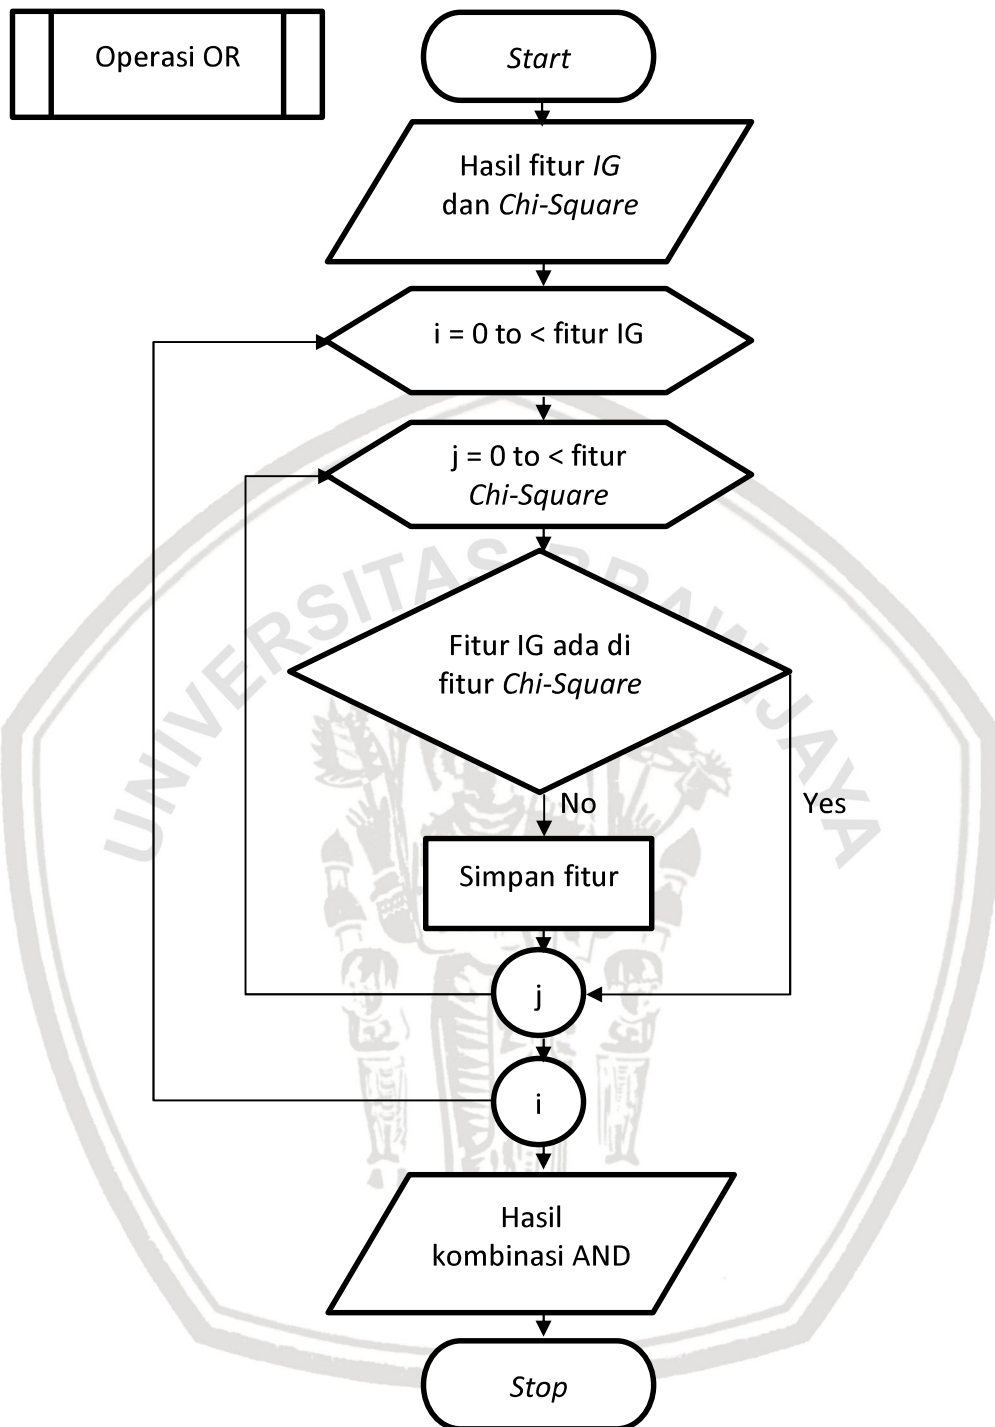 Operasi OR
Start
Hasil fitur IG
dan Chi-Square
i = 0 to < fitur IG
j = 0 to < fitur
Chi-Square
UNIVERSITAS BRAWIJAYA
Fitur IG ada di
fitur Chi-Square
No
Yes
Simpan fitur
j
i
Hasil
kombinasi AND
Stop